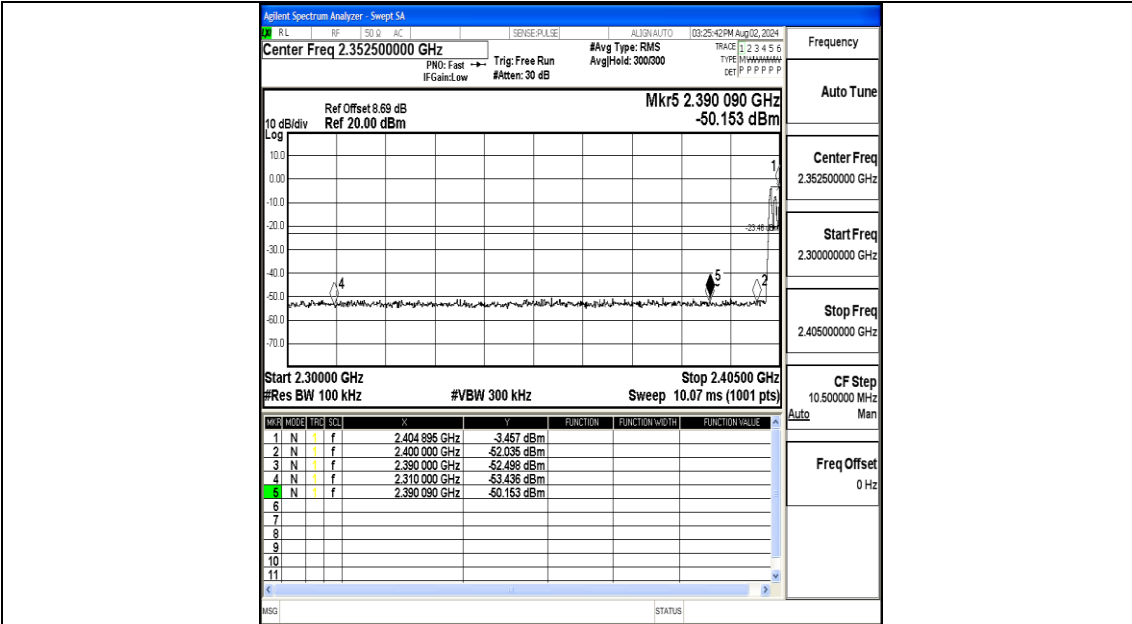 Agilent Spectrum Analyzer - Swept SA
RL RF 50 Ω AC SENSE:PULSE ALIGN AUTO 03:25:42 PM Aug 02, 2024
Center Freq 2.352500000 GHz
PNO: Fast
IFGain:Low
Trig: Free Run
#Atten: 30 dB
#Avg Type: RMS
Avg|Hold: 300/300
TRACE 1 2 3 4 5 6
TYPE
DET P P P P P P
Ref Offset 8.69 dB
10 dB/div Ref 20.00 dBm
Log
Mkr5 2.390 090 GHz
-50.153 dBm
10.0
0.00
-10.0
-20.0
-30.0
-40.0
-50.0
-60.0
-70.0
1
4
5
2
Start 2.30000 GHz Stop 2.40500 GHz
#Res BW 100 kHz #VBW 300 kHz Sweep 10.07 ms (1001 pts)
MKR MODE TRC SCL X Y FUNCTION FUNCTION WIDTH FUNCTION VALUE
1 N 1 f 2.404 895 GHz -3.457 dBm
2 N 1 f 2.400 000 GHz -52.035 dBm
3 N 1 f 2.390 000 GHz -52.498 dBm
4 N 1 f 2.310 000 GHz -53.436 dBm
5 N 1 f 2.390 090 GHz -50.153 dBm
6
7
8
9
10
11
MSG STATUS
Frequency
Auto Tune
Center Freq
2.352500000 GHz
Start Freq
2.300000000 GHz
Stop Freq
2.405000000 GHz
CF Step
10.500000 MHz
Auto Man
Freq Offset
0 Hz